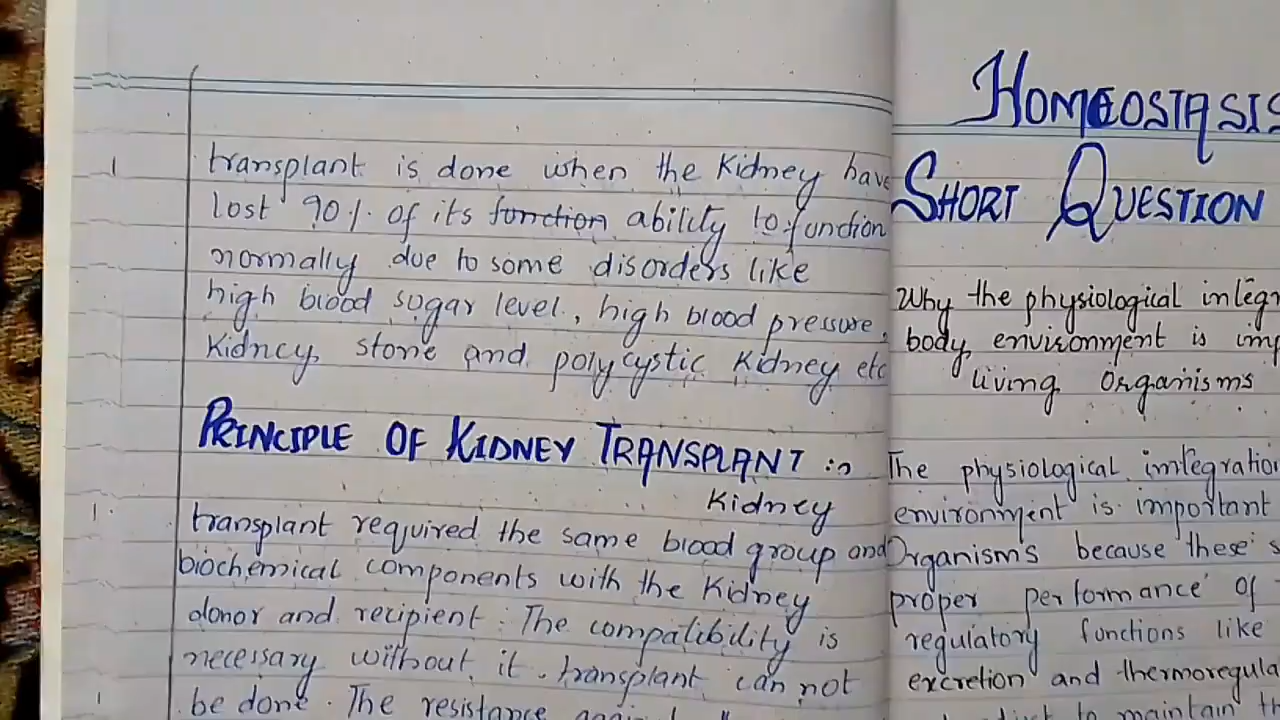 transplant is done when the Kidney have
lost 90% of its function ability to function
normally due to some disorders like
high blood sugar level, high blood pressure,
Kidney stone and polycystic Kidney etc
PRINCIPLE OF KIDNEY TRANSPLANT :-
Kidney
transplant required the same blood group and
biochemical components with the Kidney
donor and recipient. The compatibility is
necessary without it, transplant can not
be done. The resistance
HOMEOSTASIS
SHORT QUESTION
Why the physiological integr
body environment is imp
living Organisms
The physiological integration
environment is important
Organisms because these s
proper performance of
regulatory functions like
excretion and thermoregula
to maintain